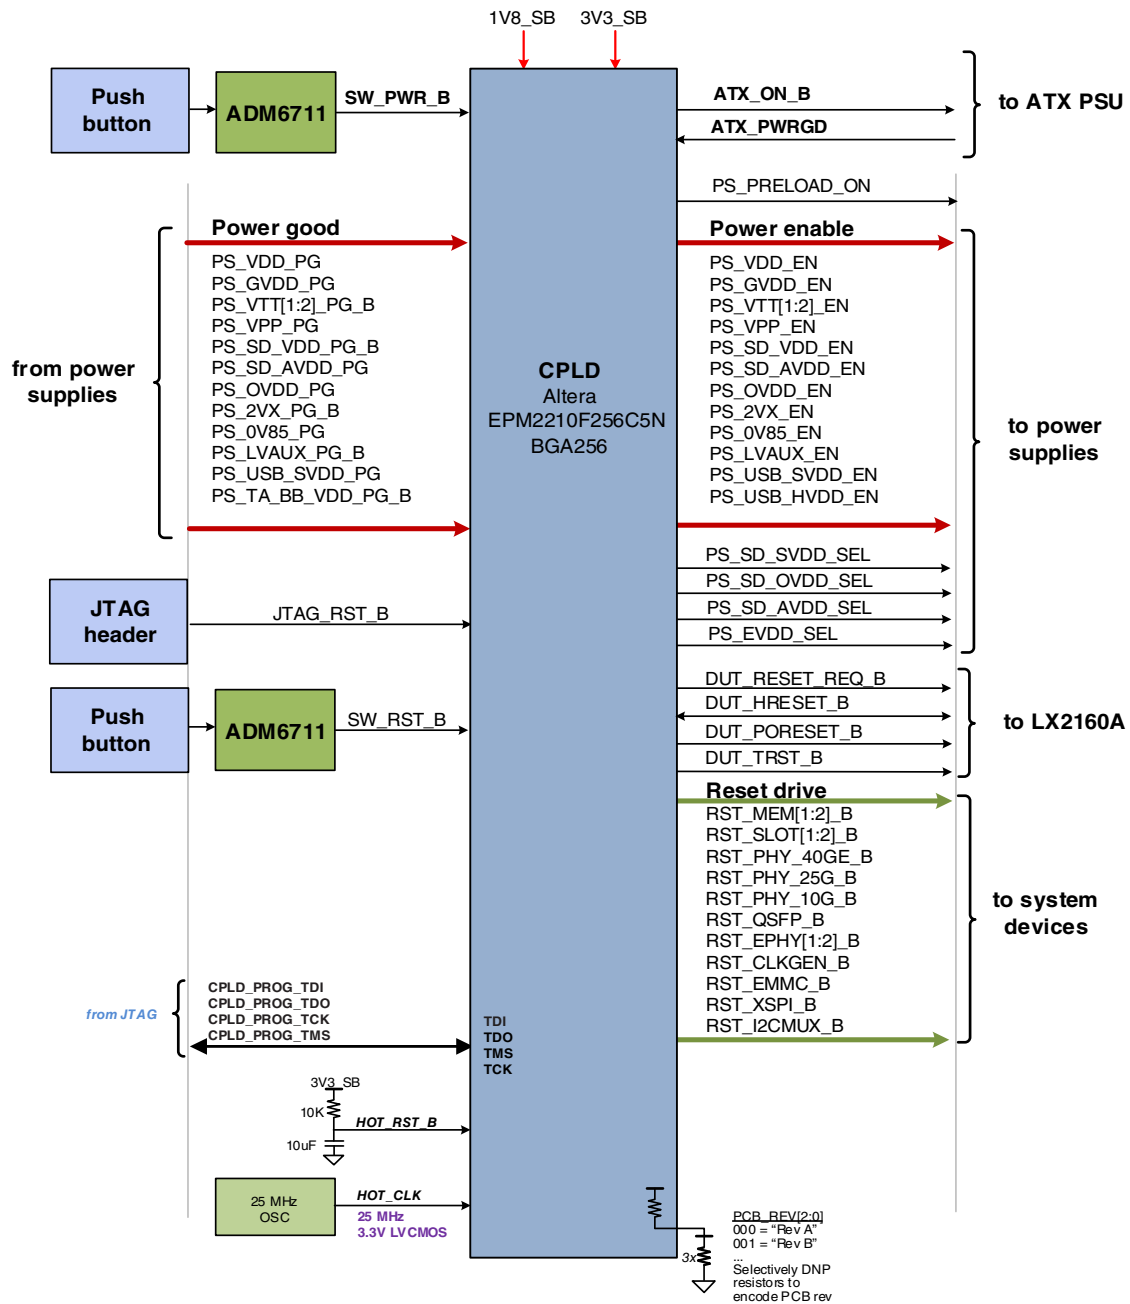 1V8_SB
3V3_SB
Push
button
ADM6711
SW_PWR_B
ATX_ON_B
ATX_PWRGD
to ATX PSU
PS_PRELOAD_ON
Power good
PS_VDD_PG
PS_GVDD_PG
PS_VTT[1:2]_PG_B
PS_VPP_PG
PS_SD_VDD_PG_B
PS_SD_AVDD_PG
PS_OVDD_PG
PS_2VX_PG_B
PS_0V85_PG
PS_LVAUX_PG_B
PS_USB_SVDD_PG
PS_TA_BB_VDD_PG_B
from power
supplies
CPLD
Altera
EPM2210F256C5N
BGA256
Power enable
PS_VDD_EN
PS_GVDD_EN
PS_VTT[1:2]_EN
PS_VPP_EN
PS_SD_VDD_EN
PS_SD_AVDD_EN
PS_OVDD_EN
PS_2VX_EN
PS_0V85_EN
PS_LVAUX_EN
PS_USB_SVDD_EN
PS_USB_HVDD_EN
to power
supplies
PS_SD_SVDD_SEL
PS_SD_OVDD_SEL
PS_SD_AVDD_SEL
PS_EVDD_SEL
JTAG
header
JTAG_RST_B
Push
button
ADM6711
SW_RST_B
DUT_RESET_REQ_B
DUT_HRESET_B
DUT_PORESET_B
DUT_TRST_B
to LX2160A
Reset drive
RST_MEM[1:2]_B
RST_SLOT[1:2]_B
RST_PHY_40GE_B
RST_PHY_25G_B
RST_PHY_10G_B
RST_QSFP_B
RST_EPHY[1:2]_B
RST_CLKGEN_B
RST_EMMC_B
RST_XSPI_B
RST_I2CMUX_B
to system
devices
from JTAG
CPLD_PROG_TDI
CPLD_PROG_TDO
CPLD_PROG_TCK
CPLD_PROG_TMS
TDI
TDO
TMS
TCK
3V3_SB
10K
10uF
HOT_RST_B
25 MHz
OSC
HOT_CLK
25 MHz
3.3V LVCMOS
3x
PCB_REV[2:0]
000 = “Rev A”
001 = “Rev B”
...
Selectively DNP
resistors to
encode PCB rev